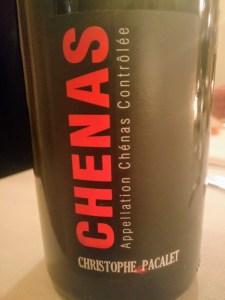 CHENAS
Appellation Chénas Contrôlée
CHRISTOPHE PACALET